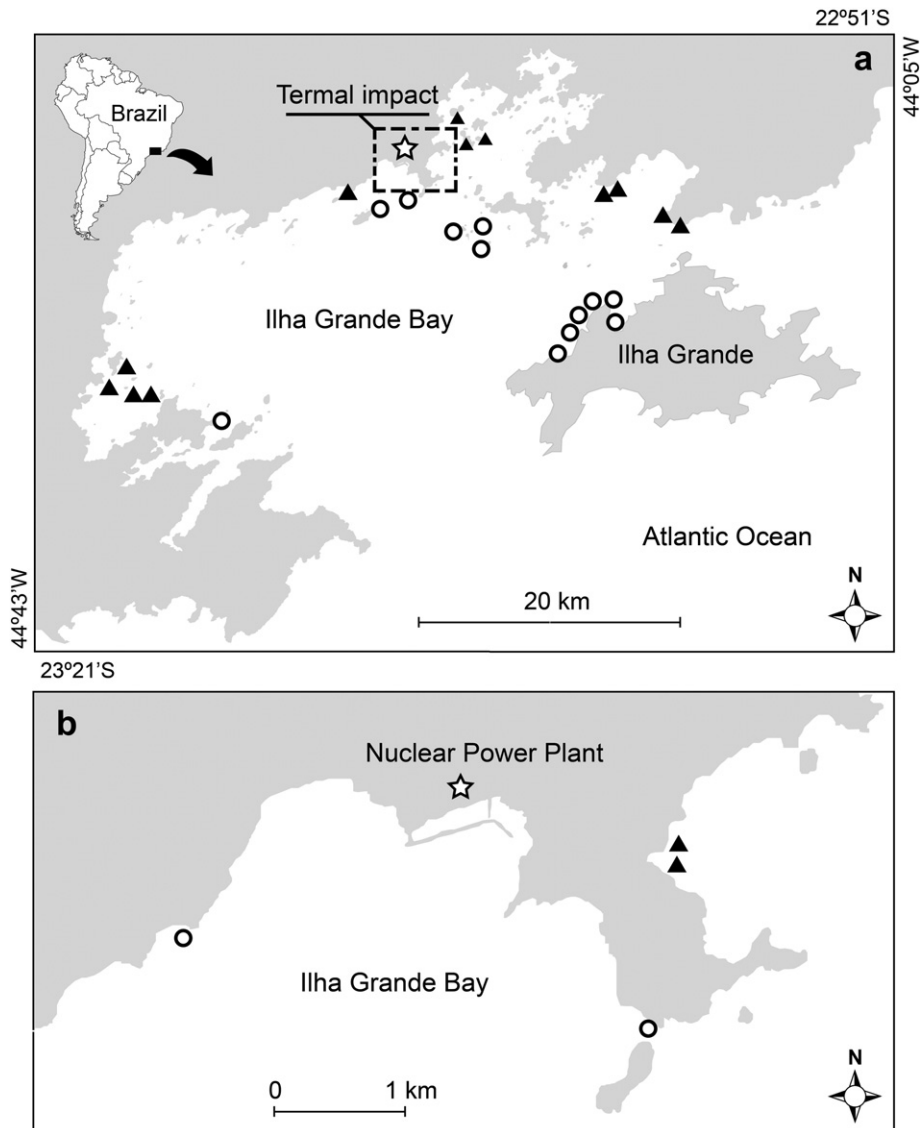 22º51'S
a
44º05'W
Brazil
Termal impact
Ilha Grande Bay
Ilha Grande
Atlantic Ocean
44º43'W
20 km
N
23º21'S
b
Nuclear Power Plant
Ilha Grande Bay
0 1 km
N